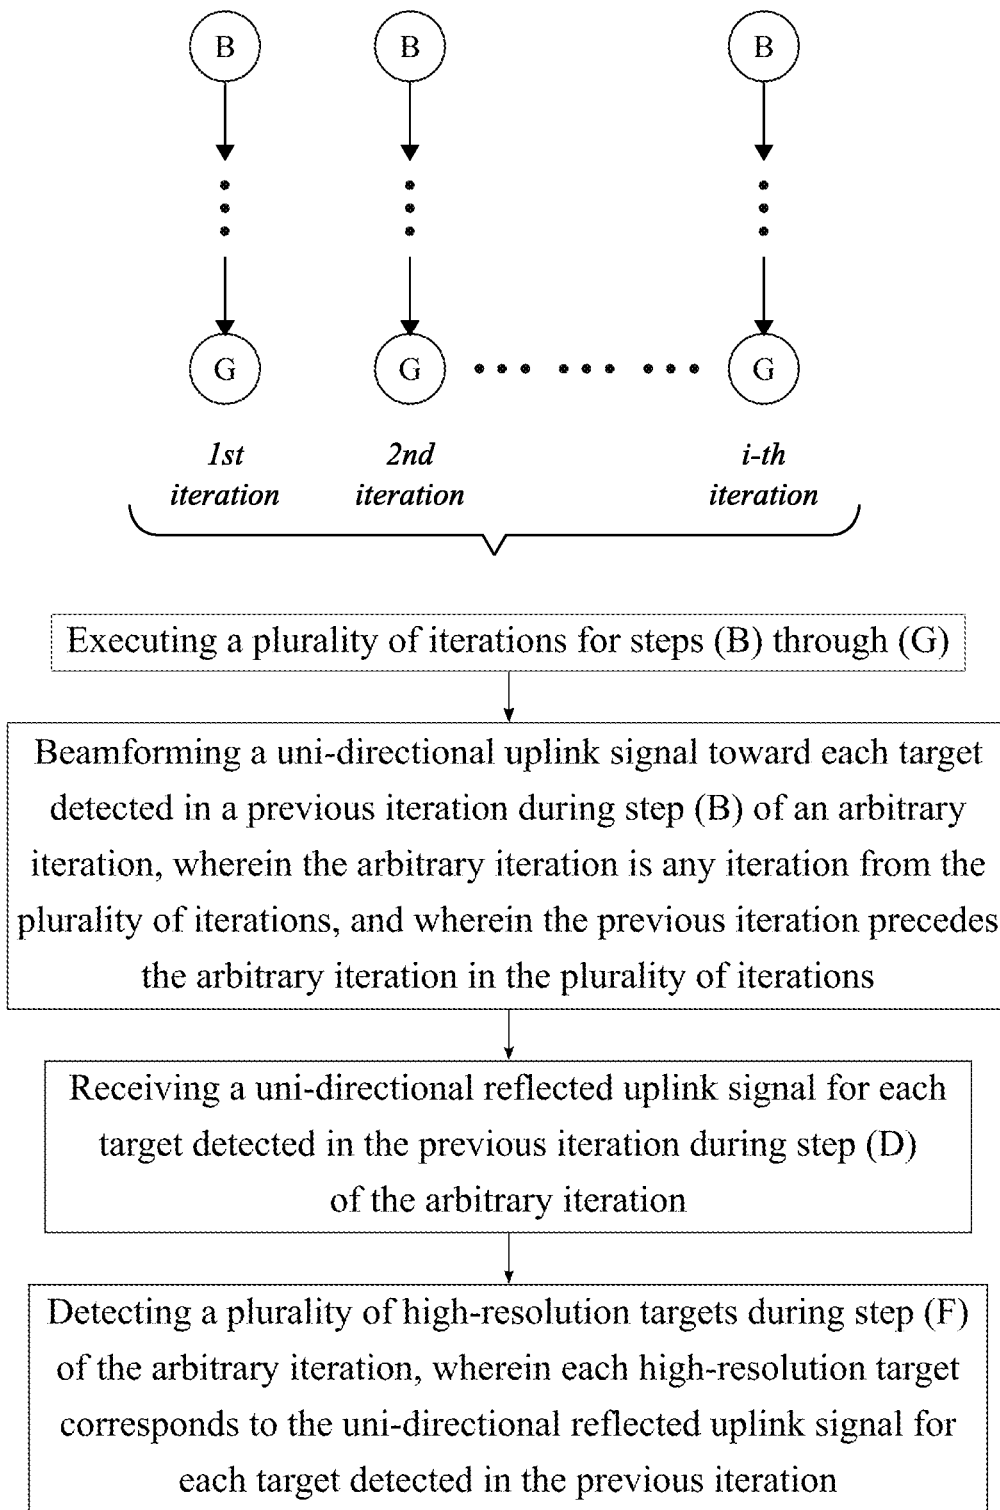 B B B
G G G
1st 2nd i-th
iteration iteration iteration
Executing a plurality of iterations for steps (B) through (G)
Beamforming a uni-directional uplink signal toward each target
detected in a previous iteration during step (B) of an arbitrary
iteration, wherein the arbitrary iteration is any iteration from the
plurality of iterations, and wherein the previous iteration precedes
the arbitrary iteration in the plurality of iterations
Receiving a uni-directional reflected uplink signal for each
target detected in the previous iteration during step (D)
of the arbitrary iteration
Detecting a plurality of high-resolution targets during step (F)
of the arbitrary iteration, wherein each high-resolution target
corresponds to the uni-directional reflected uplink signal for
each target detected in the previous iteration